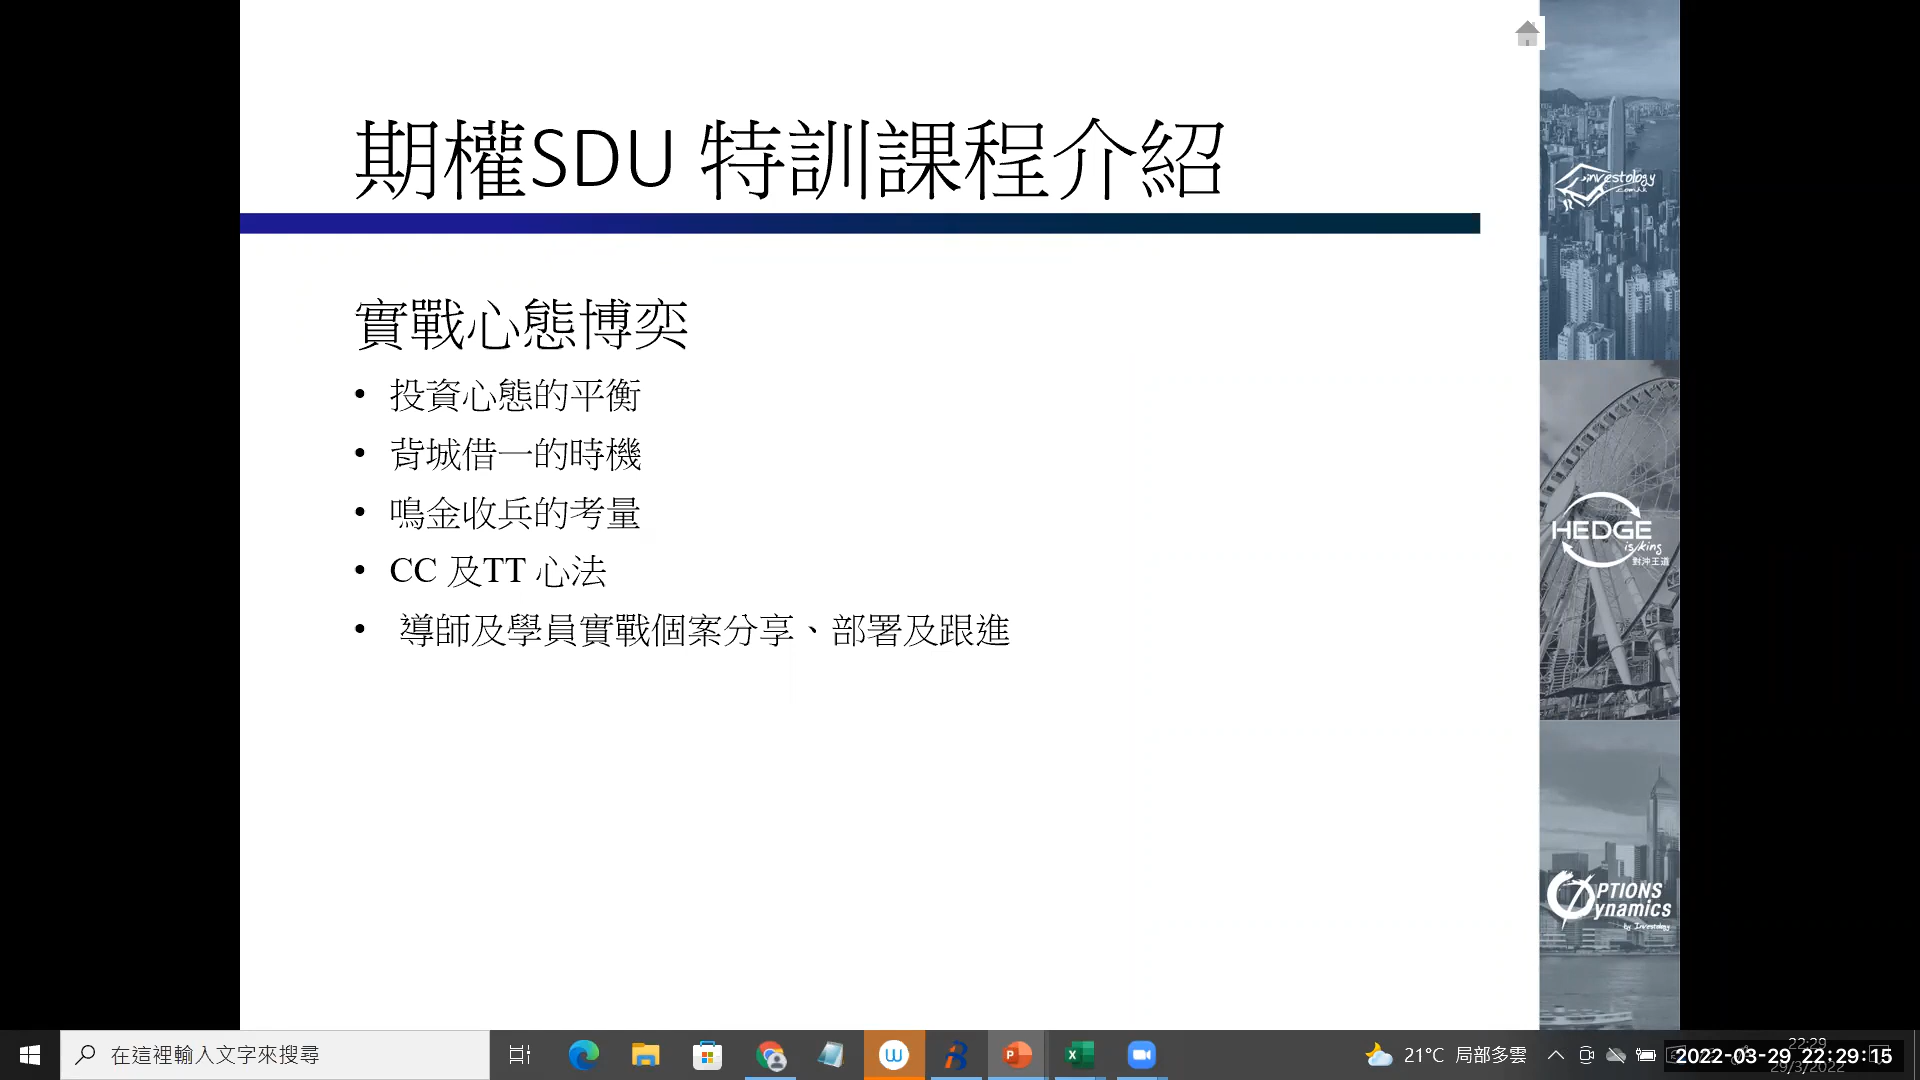 期權SDU 特訓課程介紹
實戰心態博奕
• 投資心態的平衡
• 背城借一的時機
• 鳴金收兵的考量
• CC 及TT 心法
• 導師及學員實戰個案分享、部署及跟進
investology
.com.hk
HEDGE
is king
對沖王道
OPTIONS
Dynamics
by Investology
在這裡輸入文字來搜尋
21°C 局部多雲
22:29
29/3/2022
2022-03-29 22:29:15